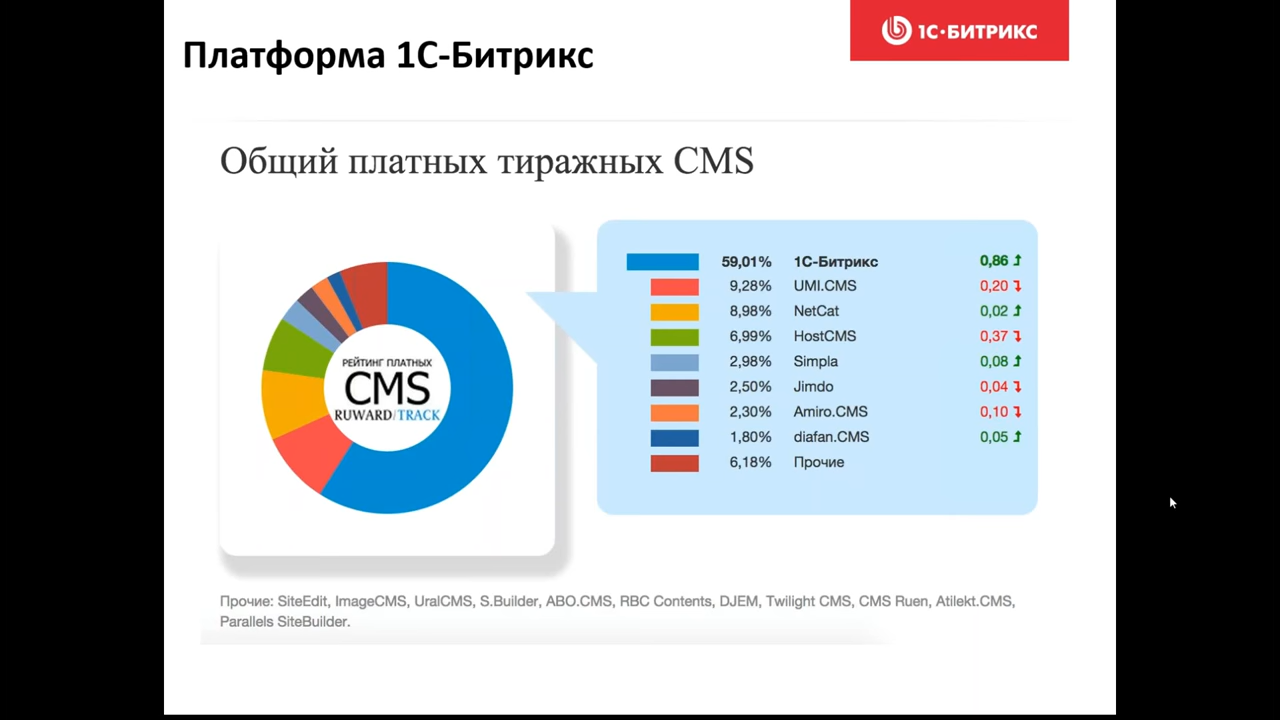 Платформа 1С-Битрикс
1С·БИТРИКС
Общий платных тиражных CMS
РЕЙТИНГ ПЛАТНЫХ
CMS
RUWARD/TRACK
59,01% 1С-Битрикс 0,86
9,28% UMI.CMS 0,20
8,98% NetCat 0,02
6,99% HostCMS 0,37
2,98% Simpla 0,08
2,50% Jimdo 0,04
2,30% Amiro.CMS 0,10
1,80% diafan.CMS 0,05
6,18% Прочие
Прочие: SiteEdit, ImageCMS, UralCMS, S.Builder, ABO.CMS, RBC Contents, DJEM, Twilight CMS, CMS Ruen, Atilekt.CMS,
Parallels SiteBuilder.